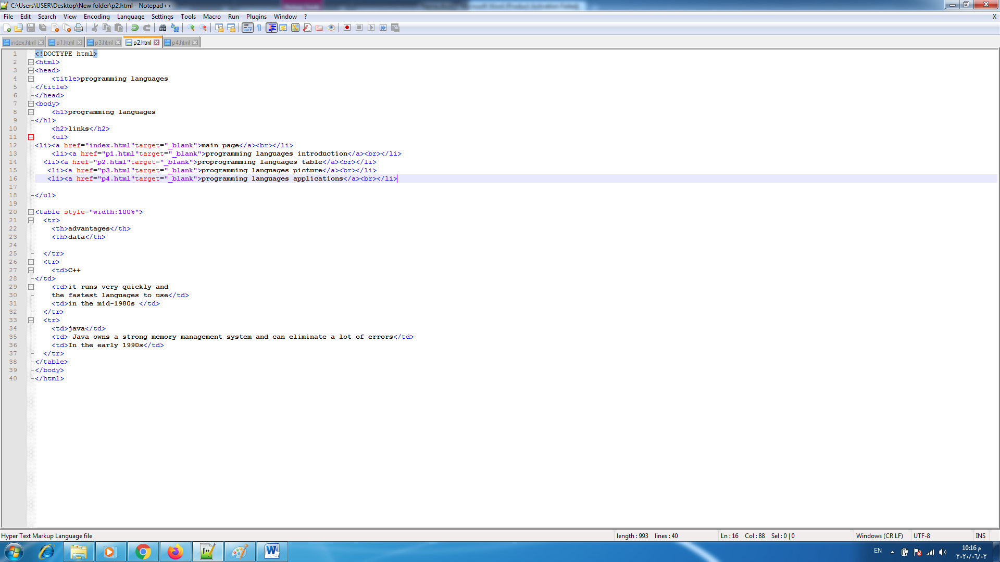 C:\Users\USER\Desktop\New folder\p2.html - Notepad++
File Edit Search View Encoding Language Settings Tools Macro Run Plugins Window ? X
index.html p1.html p3.html p2.html p4.html
1 <!DOCTYPE html>
2 <html>
3 <head>
4 <title>programming languages
5 </title>
6 </head>
7 <body>
8 <h1>programming languages
9 </h1>
10 <h2>links</h2>
11 <ul>
12 <li><a href="index.html"target="_blank">main page</a><br></li>
13 <li><a href="p1.html"target="_blank">programming languages introduction</a><br></li>
14 <li><a href="p2.html"target="_blank">proprogramming languages table</a><br></li>
15 <li><a href="p3.html"target="_blank">programming languages picture</a><br></li>
16 <li><a href="p4.html"target="_blank">programming languages applications</a><br></li>
17
18 </ul>
19
20 <table style="width:100%">
21 <tr>
22 <th>advantages</th>
23 <th>data</th>
24
25 </tr>
26 <tr>
27 <td>C++
28 </td>
29 <td>it runs very quickly and
30 the fastest languages to use</td>
31 <td>in the mid-1980s </td>
32 </tr>
33 <tr>
34 <td>java</td>
35 <td> Java owns a strong memory management system and can eliminate a lot of errors</td>
36 <td>In the early 1990s</td>
37 </tr>
38 </table>
39 </body>
40 </html>
Hyper Text Markup Language file length : 993 lines : 40 Ln : 16 Col : 88 Sel : 0 | 0 Windows (CR LF) UTF-8 INS
EN 10:16 م
٢٠٢٠/٠٦/٠٢